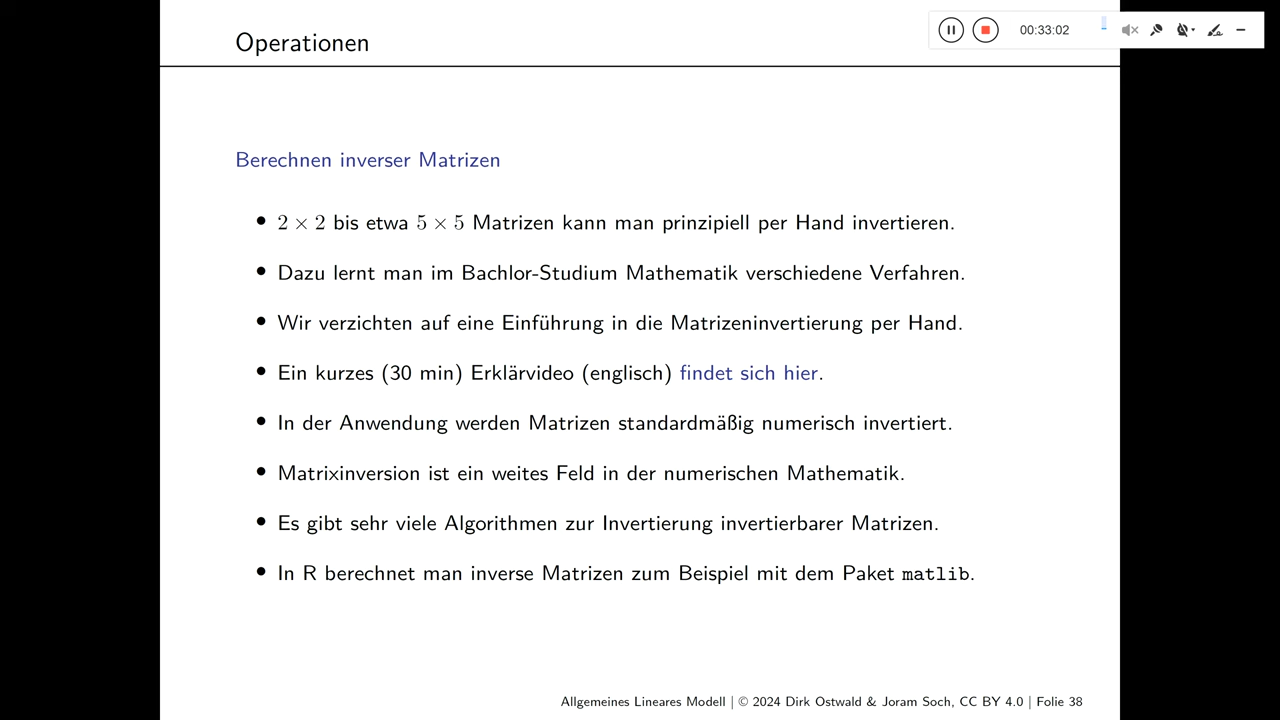 Operationen
00:33:02
Berechnen inverser Matrizen
• 2 × 2 bis etwa 5 × 5 Matrizen kann man prinzipiell per Hand invertieren.
• Dazu lernt man im Bachlor-Studium Mathematik verschiedene Verfahren.
• Wir verzichten auf eine Einführung in die Matrizeninvertierung per Hand.
• Ein kurzes (30 min) Erklärvideo (englisch) findet sich hier.
• In der Anwendung werden Matrizen standardmäßig numerisch invertiert.
• Matrixinversion ist ein weites Feld in der numerischen Mathematik.
• Es gibt sehr viele Algorithmen zur Invertierung invertierbarer Matrizen.
• In R berechnet man inverse Matrizen zum Beispiel mit dem Paket matlib.
Allgemeines Lineares Modell | © 2024 Dirk Ostwald & Joram Soch, CC BY 4.0 | Folie 38